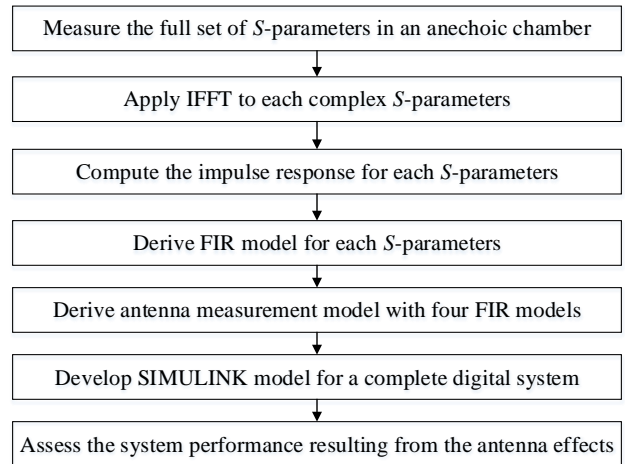 Measure the full set of S-parameters in an anechoic chamber
Apply IFFT to each complex S-parameters
Compute the impulse response for each S-parameters
Derive FIR model for each S-parameters
Derive antenna measurement model with four FIR models
Develop SIMULINK model for a complete digital system
Assess the system performance resulting from the antenna effects